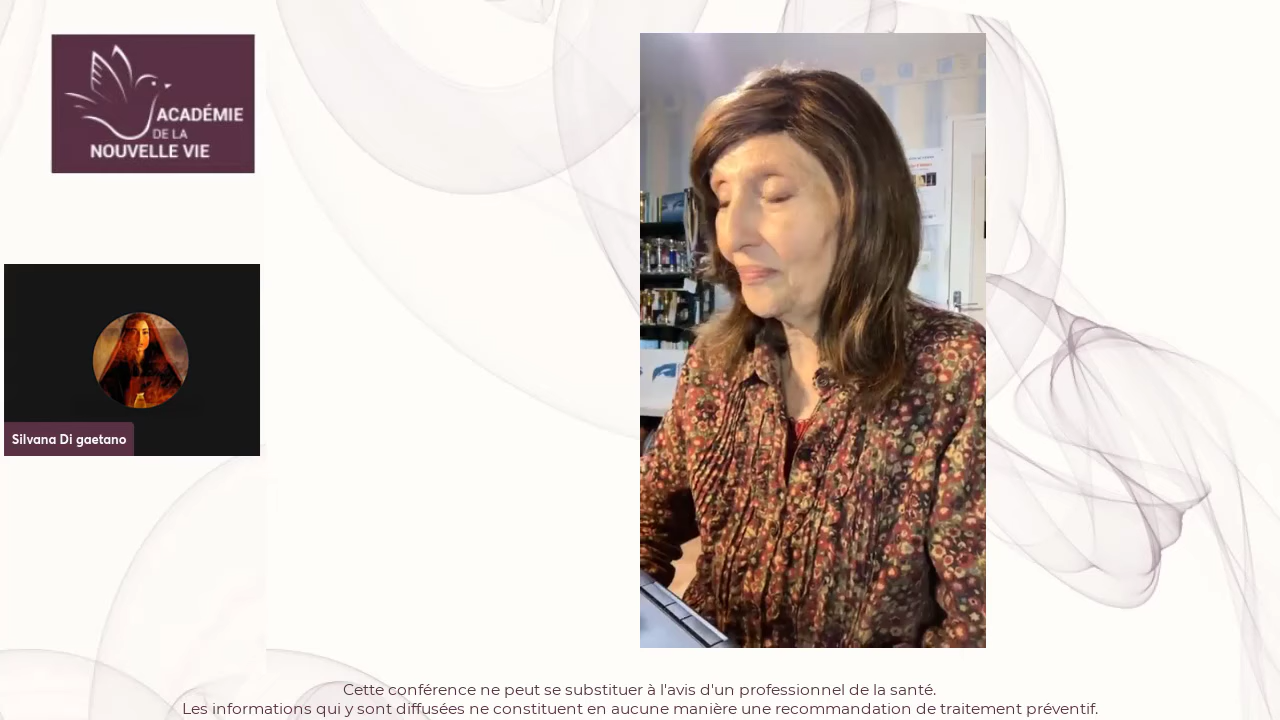 ACADÉMIE
DE LA
NOUVELLE VIE
Silvana Di gaetano
Cette conférence ne peut se substituer à l'avis d'un professionnel de la santé.
Les informations qui y sont diffusées ne constituent en aucune manière une recommandation de traitement préventif.